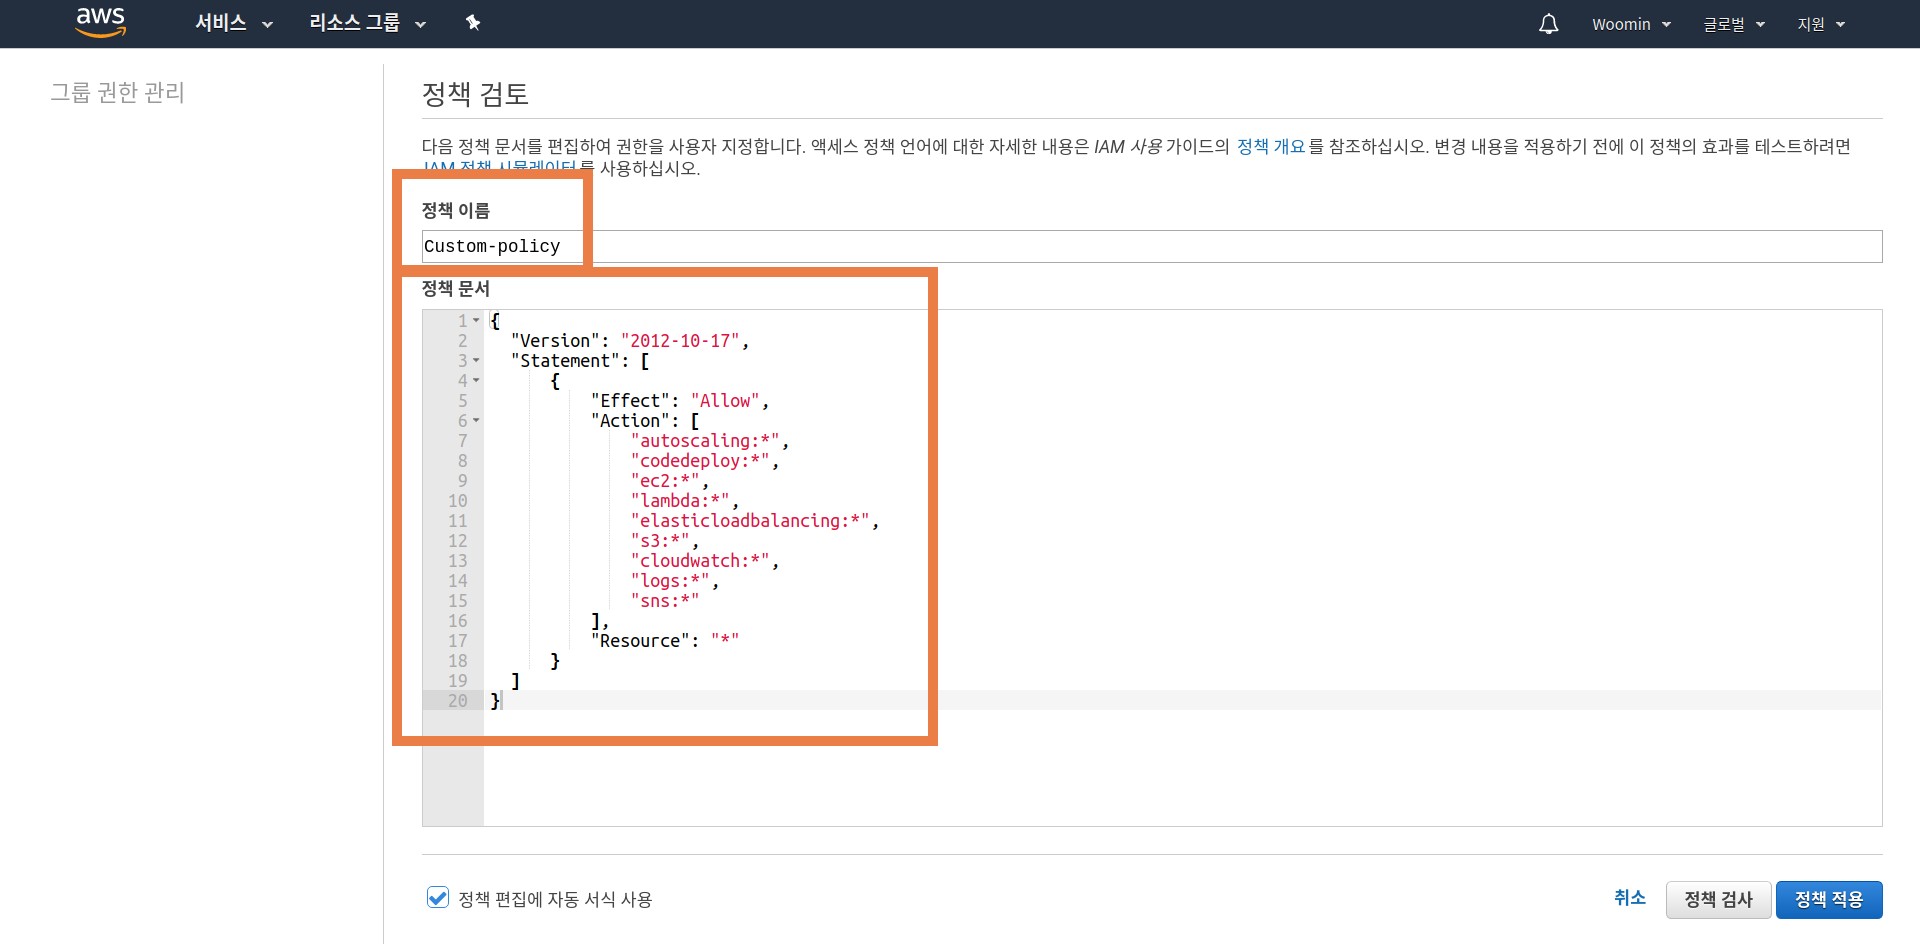 aws 서비스 리소스 그룹 Woomin 글로벌 지원
그룹 권한 관리
정책 검토
다음 정책 문서를 편집하여 권한을 사용자 지정합니다. 액세스 정책 언어에 대한 자세한 내용은 IAM 사용 가이드의 정책 개요 를 참조하십시오. 변경 내용을 적용하기 전에 이 정책의 효과를 테스트하려면
IAM 정책 시뮬레이터 를 사용하십시오.
정책 이름
Custom-policy
정책 문서
1 {
2 "Version": "2012-10-17",
3 "Statement": [
4 {
5 "Effect": "Allow",
6 "Action": [
7 "autoscaling:*",
8 "codedeploy:*",
9 "ec2:*",
10 "lambda:*",
11 "elasticloadbalancing:*",
12 "s3:*",
13 "cloudwatch:*",
14 "logs:*",
15 "sns:*"
16 ],
17 "Resource": "*"
18 }
19 ]
20 }
정책 편집에 자동 서식 사용
취소 정책 검사 정책 적용